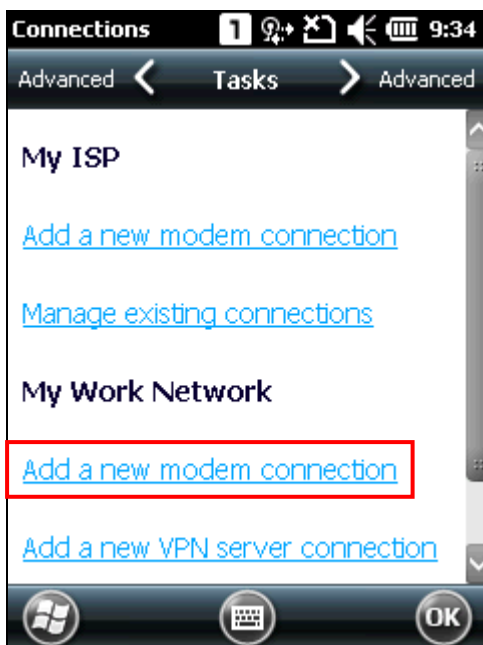 Connections 1 9:34
Advanced Tasks Advanced
My ISP
Add a new modem connection
Manage existing connections
My Work Network
Add a new modem connection
Add a new VPN server connection
OK